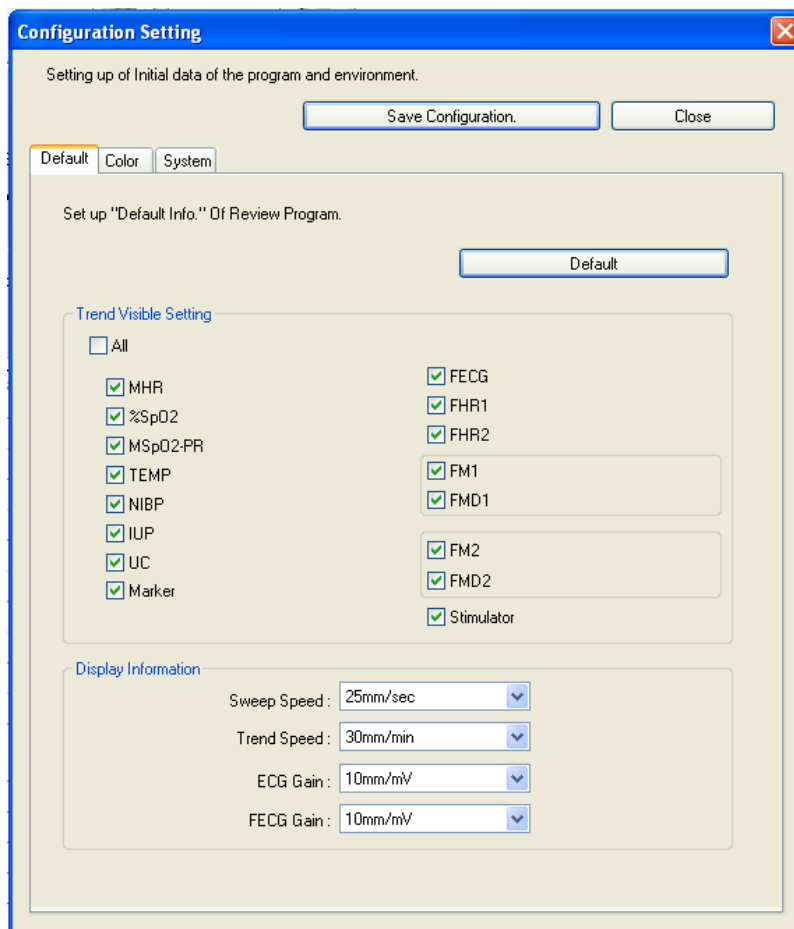 Configuration Setting
Setting up of Initial data of the program and environment.
Save Configuration.
Close
Default
Color
System
Set up "Default Info." Of Review Program.
Default
Trend Visible Setting
All
MHR
%SpO2
MSpO2-PR
TEMP
NIBP
IUP
UC
Marker
FECG
FHR1
FHR2
FM1
FMD1
FM2
FMD2
Stimulator
Display Information
Sweep Speed : 25mm/sec
Trend Speed : 30mm/min
ECG Gain : 10mm/mV
FECG Gain : 10mm/mV